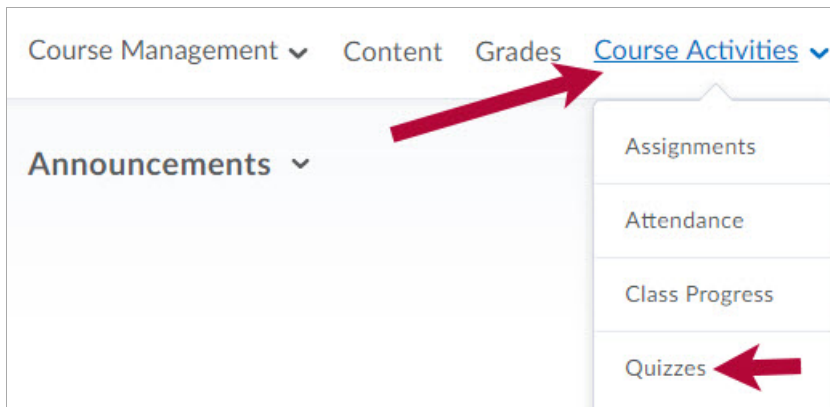 Course Management Content Grades Course Activities
Announcements
Assignments
Attendance
Class Progress
Quizzes